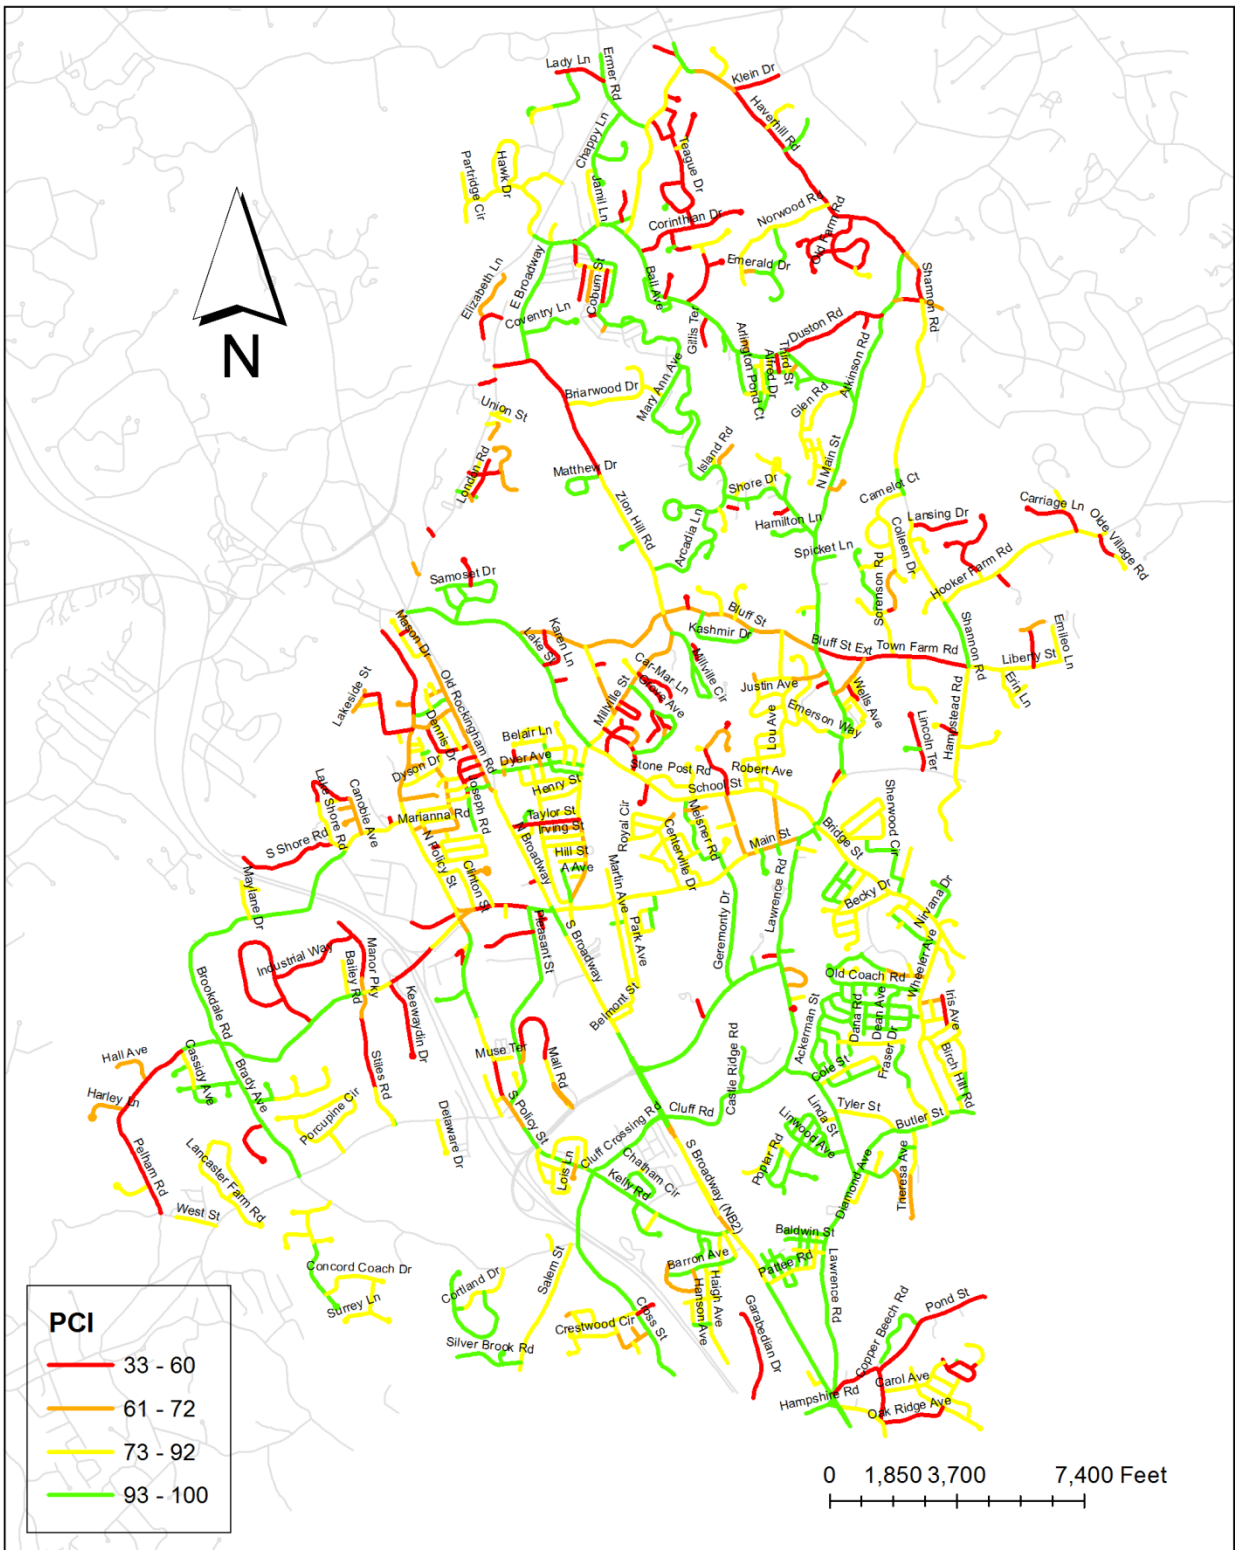 Lady Ln
Ermer Rd
Klein Dr
Haverhill Rd
Chappy Ln
Partridge Cir
Hawk Dr
Teague Dr
Jamil Ln
Corinthian Dr
Norwood Rd
Old Farm Rd
Emerald Dr
Shannon Rd
Elizabeth Ln
E Broadway
Coburn St
Ball Ave
Coventry Ln
Gillis Ter
Duston Rd
Arlington Pond Ct
Alfred Dr
Third St
Atkinson Rd
Briarwood Dr
Mary Ann Ave
Glen Rd
Union St
Island Rd
N Main St
London Rd
Matthew Dr
Shore Dr
Camelot Ct
Carriage Ln
Zion Hill Rd
Hamilton Ln
Lansing Dr
Colleen Dr
Olde Village Rd
Arcadia Ln
Spicket Ln
Samoset Dr
Sorenson Rd
Hooker Farm Rd
Mason Dr
Lake St
Karen Ln
Bluff St
Kashmir Dr
Bluff St Ext
Town Farm Rd
Shannon Rd
Emileo Ln
Liberty St
Erin Ln
Lakeside St
Old Rockingham Rd
Car-Mar Ln
Millville Cir
Grove Ave
Millville St
Justin Ave
Wells Ave
Emerson Way
Lou Ave
Hampstead Rd
Lincoln Ter
Dennis Dr
Belair Ln
Dyer Ave
Dyson Dr
Henry St
Stone Post Rd
Robert Ave
School St
Lake Shore Rd
Canobie Ave
Marianna Rd
Joseph Rd
Taylor St
Irving St
Royal Cir
Meisner Rd
Sherwood Cir
S Shore Rd
N Policy St
N Broadway
Hill St
A Ave
Centerville Dr
Main St
Bridge St
Maylane Dr
Clinton St
Martin Ave
Park Ave
Lawrence Rd
Becky Dr
Nirvana Dr
Pleasant St
S Broadway
Geremonty Dr
Wheeler Ave
Industrial Way
Manor Pky
Bailey Rd
Keewaydin Dr
Brookdale Rd
Belmont St
Old Coach Rd
Ackerman St
Dana Rd
Dean Ave
Iris Ave
Fraser Dr
Birch Hill Rd
Hall Ave
Cassidy Ave
Brady Ave
Stiles Rd
Muse Ter
Mall Rd
Castle Ridge Rd
Cole St
Harley Ln
Porcupine Cir
S Policy St
Cluff Rd
Cluff Crossing Rd
Linda St
Tyler St
Butler St
Delaware Dr
Linwood Ave
Pelham Rd
Lancaster Farm Rd
Lois Ln
Chatham Cir
Kelly Rd
S Broadway (NB2)
Poplar Rd
Diamond Ave
Theresa Ave
West St
Baldwin St
Concord Coach Dr
Cortland Dr
Salem St
Barron Ave
Pattee Rd
Lawrence Rd
Surrey Ln
Haigh Ave
Hanson Ave
Silver Brook Rd
Crestwood Cir
Cross St
Garabedian Dr
Copper Beech Rd
Pond St
Carol Ave
Hampshire Rd
Oak Ridge Ave
N
PCI
33 - 60
61 - 72
73 - 92
93 - 100
0 1,850 3,700 7,400 Feet